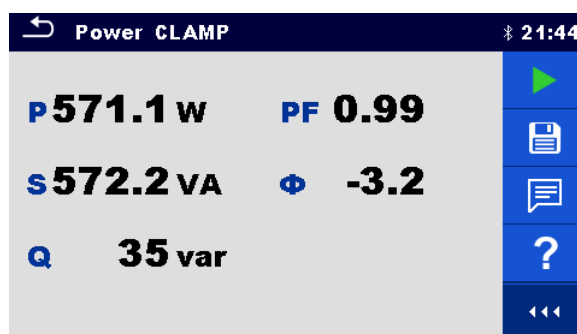 Power CLAMP 21:44
P 571.1 W PF 0.99
S 572.2 VA Φ -3.2
Q 35 var
?